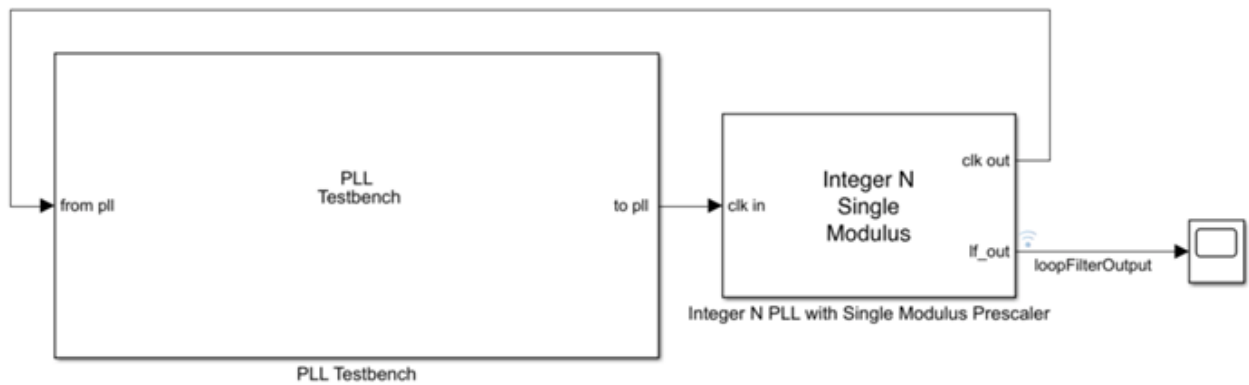 PLL
Testbench
from pll
to pll
PLL Testbench
clk in
Integer N
Single
Modulus
clk out
lf_out
loopFilterOutput
Integer N PLL with Single Modulus Prescaler